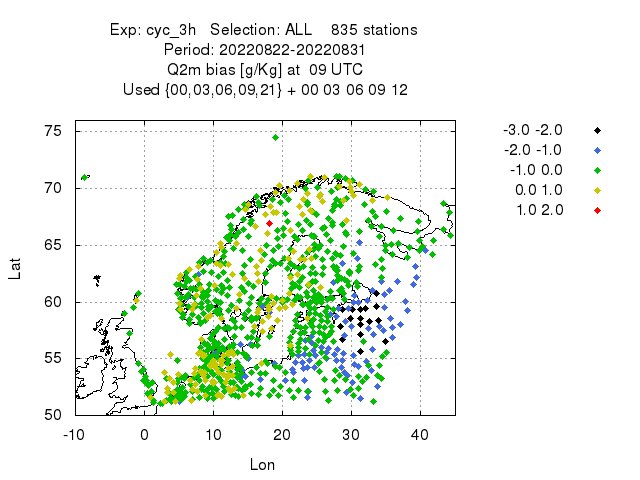 Exp: cyc_3h   Selection: ALL    835 stations
Period: 20220822-20220831
Q2m bias [g/Kg] at  09 UTC
Used {00,03,06,09,21} + 00 03 06 09 12
75
70
65
60
55
50
Lat
-10 0 10 20 30 40
Lon
-3.0 -2.0
-2.0 -1.0
-1.0 0.0
0.0 1.0
1.0 2.0